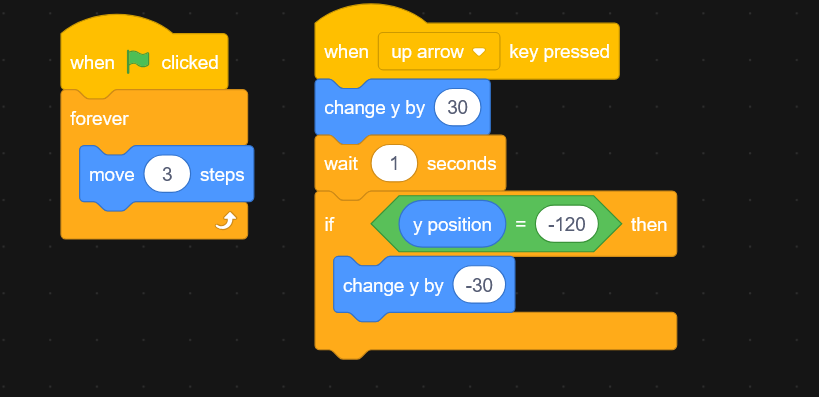 when clicked
forever
move 3 steps
when up arrow key pressed
change y by 30
wait 1 seconds
if y position = -120 then
change y by -30